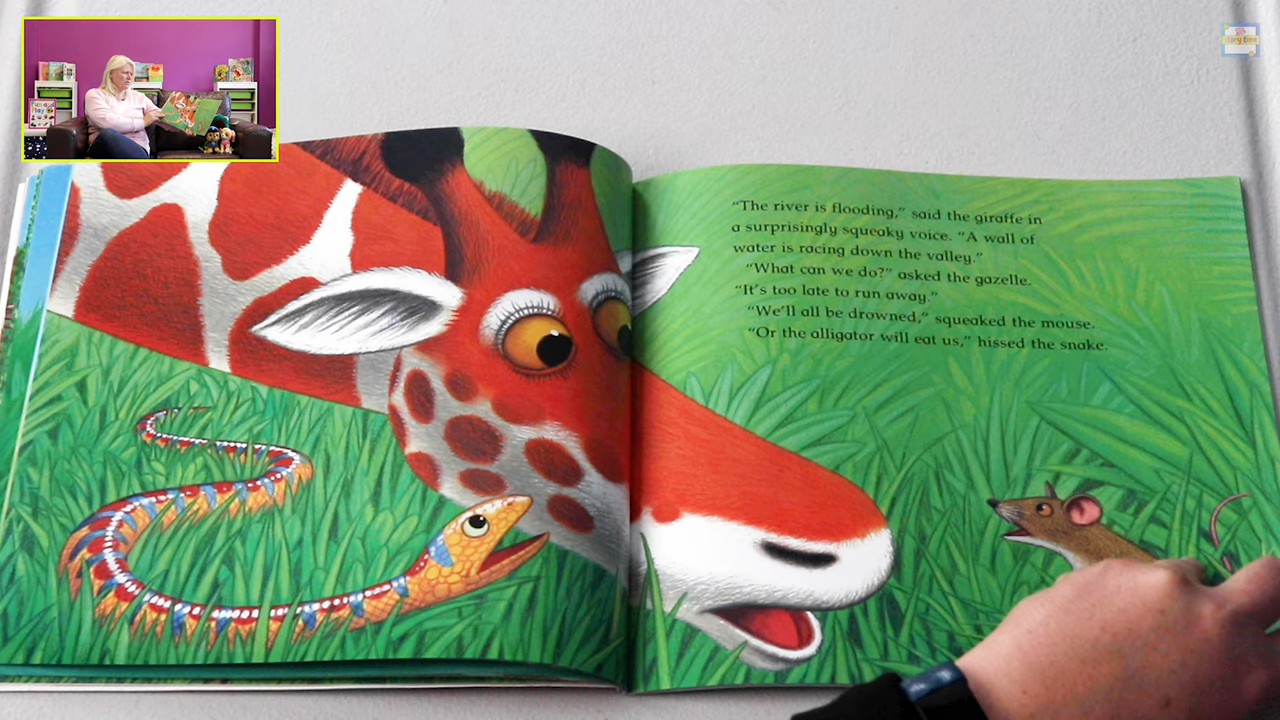 story time
“The river is flooding,” said the giraffe in
a surprisingly squeaky voice. “A wall of
water is racing down the valley.”
“What can we do?” asked the gazelle.
“It’s too late to run away.”
“We’ll all be drowned,” squeaked the mouse.
“Or the alligator will eat us,” hissed the snake.